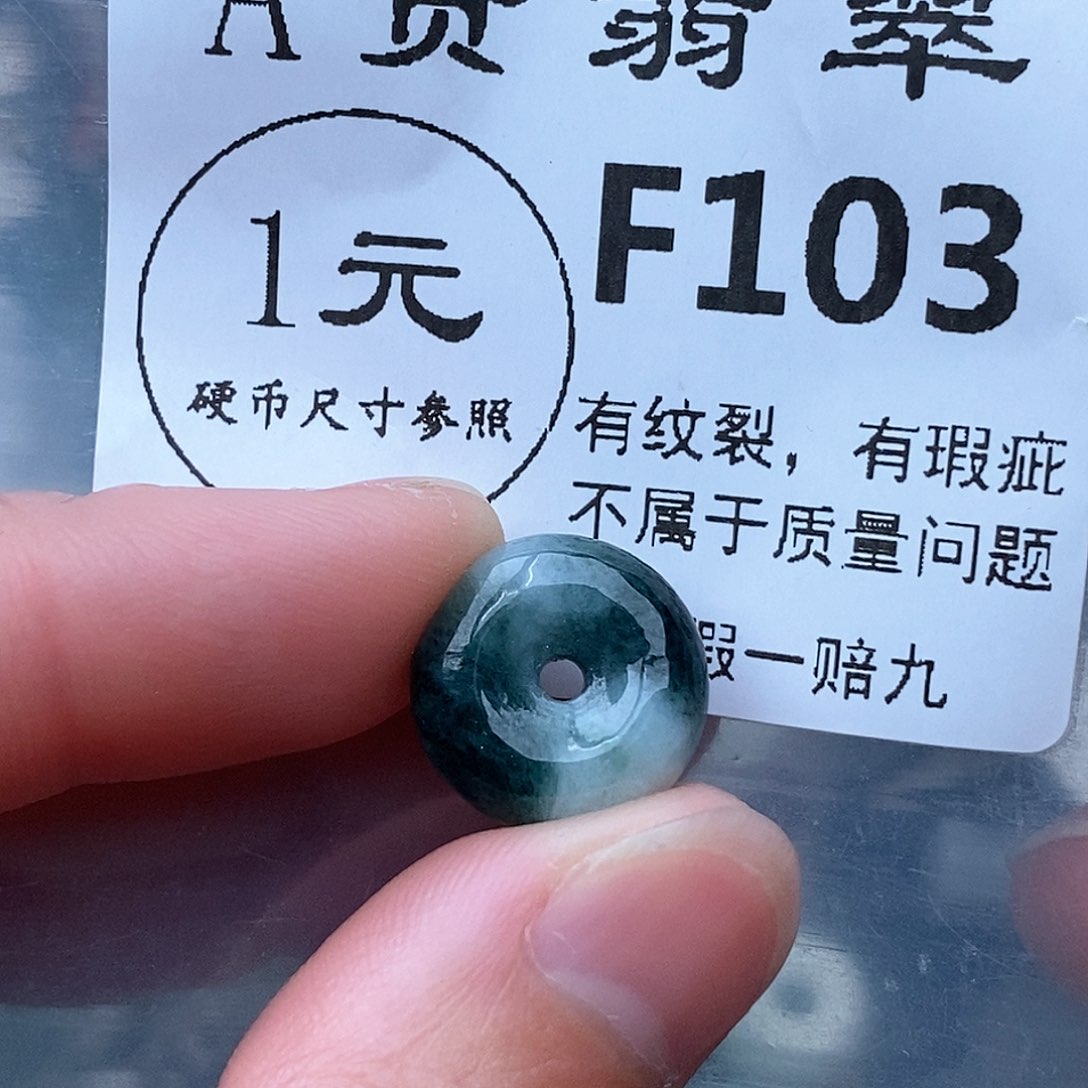 A货翡翠
1元
硬币尺寸参照
F103
有纹裂，有瑕疵
不属于质量问题
假一赔九